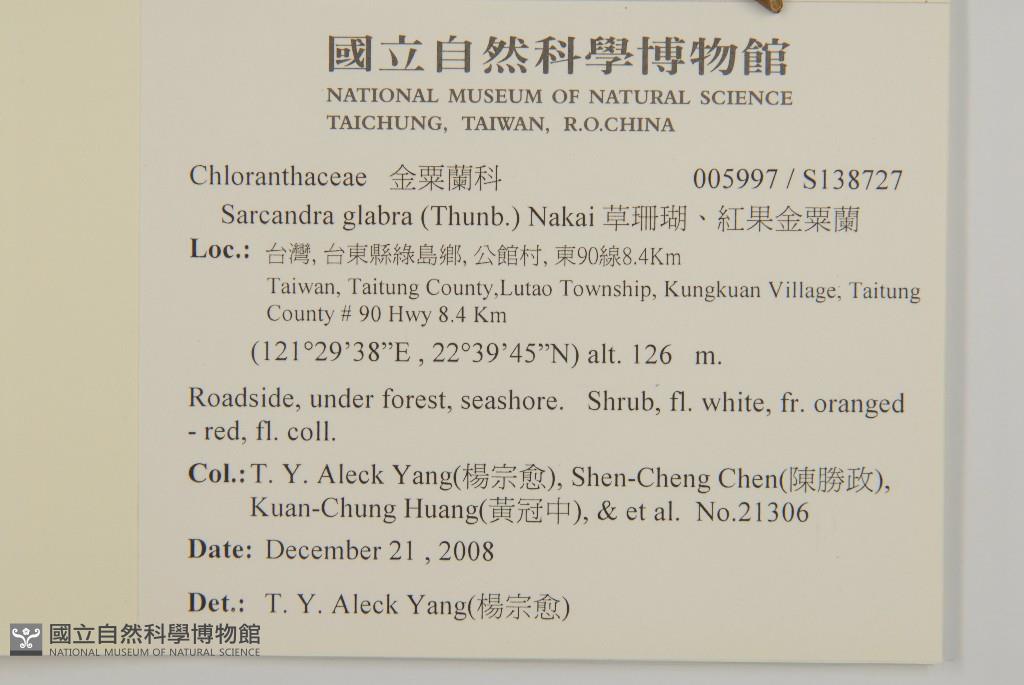 國立自然科學博物館
NATIONAL MUSEUM OF NATURAL SCIENCE
TAICHUNG, TAIWAN, R.O.CHINA
Chloranthaceae 金粟蘭科 005997 / S138727
Sarcandra glabra (Thunb.) Nakai 草珊瑚、紅果金粟蘭
Loc.: 台灣, 台東縣綠島鄉, 公館村, 東90線8.4Km
Taiwan, Taitung County,Lutao Township, Kungkuan Village, Taitung
County # 90 Hwy 8.4 Km
(121°29’38”E , 22°39’45”N) alt. 126 m.
Roadside, under forest, seashore. Shrub, fl. white, fr. oranged
- red, fl. coll.
Col.: T. Y. Aleck Yang(楊宗愈), Shen-Cheng Chen(陳勝政),
Kuan-Chung Huang(黃冠中), & et al. No.21306
Date: December 21 , 2008
Det.: T. Y. Aleck Yang(楊宗愈)
國立自然科學博物館
NATIONAL MUSEUM OF NATURAL SCIENCE